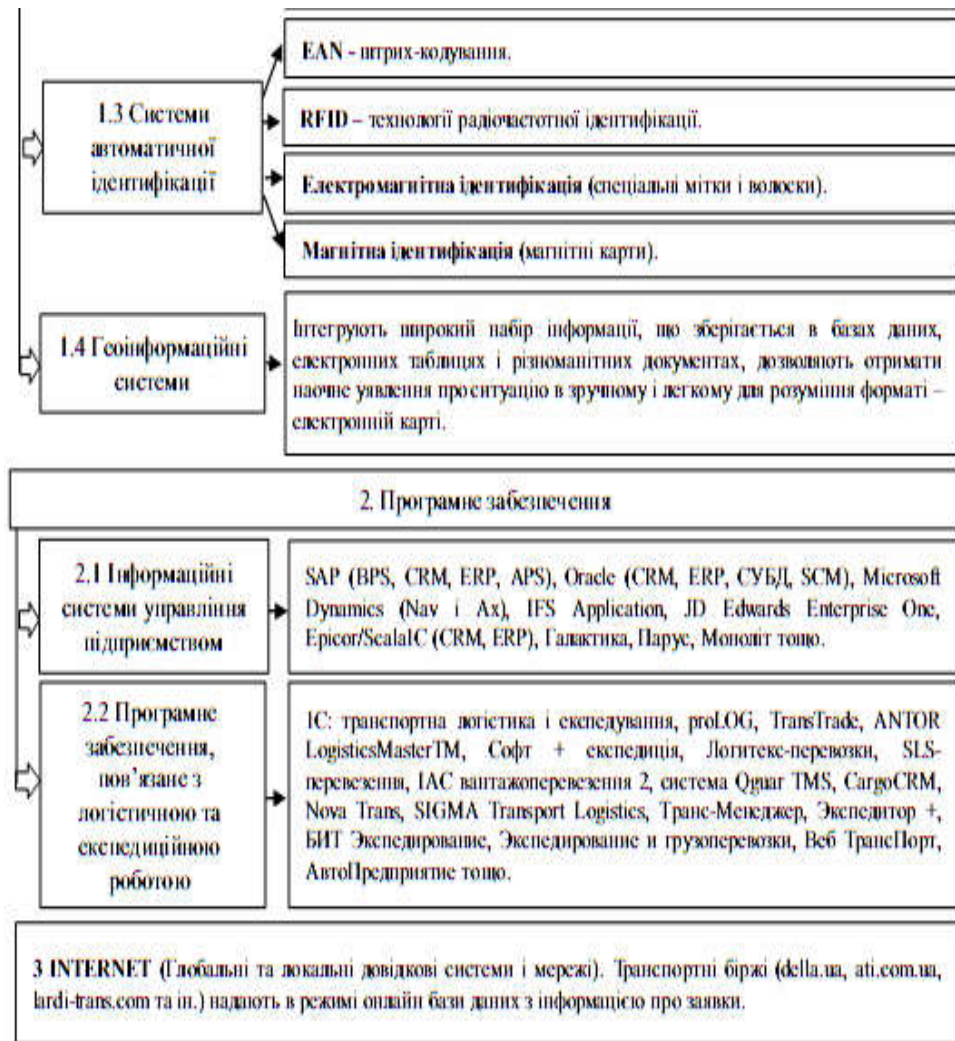 EAN - штрих-кодування.
1.3 Системи
автоматичної
ідентифікації
RFID – технології радіочастотної ідентифікації.
Електромагнітна ідентифікація (спеціальні мітки і волоски).
Магнітна ідентифікація (магнітні карти).
1.4 Геоінформаційні
системи
Інтегрують широкий набір інформації, що зберігається в базах даних,
електронних таблицях і різноманітних документах, дозволяють отримати
наочне уявлення про ситуацію в зручному і легкому для розуміння форматі –
електронній карті.
2. Програмне забезпечення
2.1 Інформаційні
системи управління
підприємством
SAP (BPS, CRM, ERP, APS), Oracle (CRM, ERP, СУБД, SCM), Microsoft
Dynamics (Nav i Ax), IFS Application, JD Edwards Enterprise One,
Epicor/ScalaIC (CRM, ERP), Галактика, Парус, Моноліт тощо.
2.2 Програмне
забезпечення,
пов’язане з
логістичною та
експедиційною
роботою
1С: транспортна логістика і експедування, proLOG, TransTrade, ANTOR
LogisticsMasterTM, Софт + експедиція, Логитекс-перевозки, SLS-
перевезення, ІАС вантажоперевезення 2, система Qguar TMS, CargoCRM,
Nova Trans, SIGMA Transport Logistics, Транс-Менеджер, Экспедитор +,
БИТ Экспедирование, Экспедирование и грузоперевозки, Веб ТрансПорт,
АвтоПредприятие тощо.
3 INTERNET (Глобальні та локальні довідкові системи і мережі). Транспортні біржі (della.ua, ati.com.ua,
lardi-trans.com та ін.) надають в режимі онлайн бази даних з інформацією про заявки.